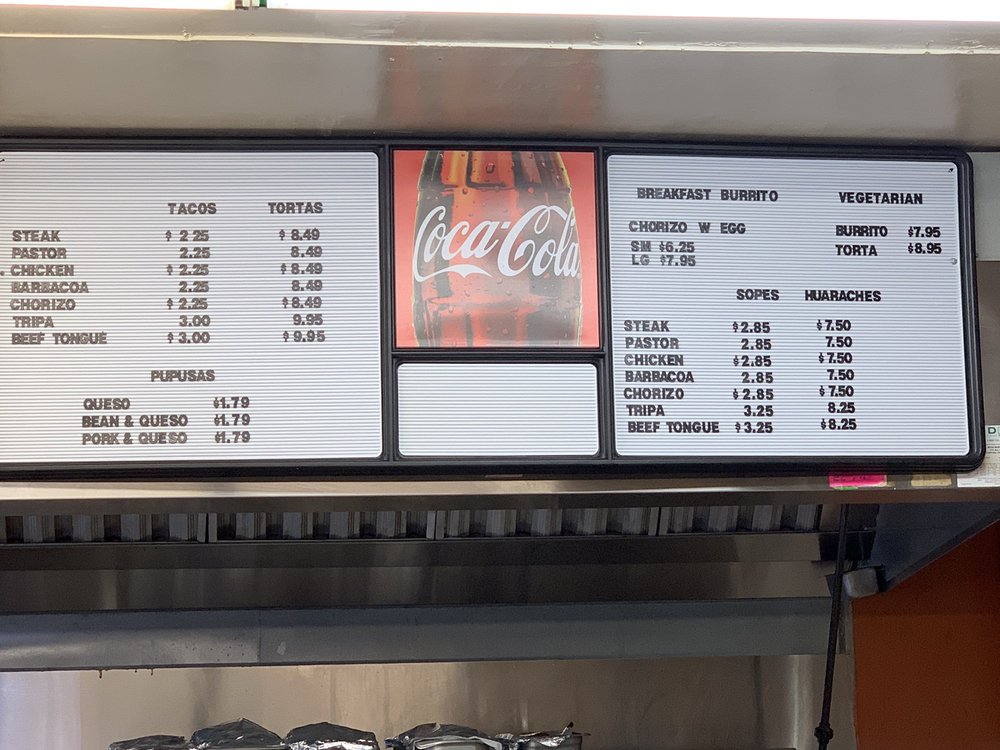 TACOS TORTAS
STEAK $ 2 25 $ 8.49
PASTOR 2.25 8.49
. CHICKEN $ 2.25 $ 8.49
BARBACOA 2.25 8.49
CHORIZO $ 2.25 $ 8.49
TRIPA 3.00 9.95
BEEF TONGUE $ 3.00 $ 9.95
PUPUSAS
QUESO $1.79
BEAN & QUESO $1.79
PORK & QUESO $1.79
Coca-Cola
BREAKFAST BURRITO VEGETARIAN
CHORIZO W EGG BURRITO $7.95
SM $6.25 TORTA $8.95
LG $7.95
SOPES HUARACHES
STEAK $2.85 $7.50
PASTOR 2.85 7.50
CHICKEN $2.85 $7.50
BARBACOA 2.85 7.50
CHORIZO $2.85 $7.50
TRIPA 3.25 8.25
BEEF TONGUE $3.25 $8.25